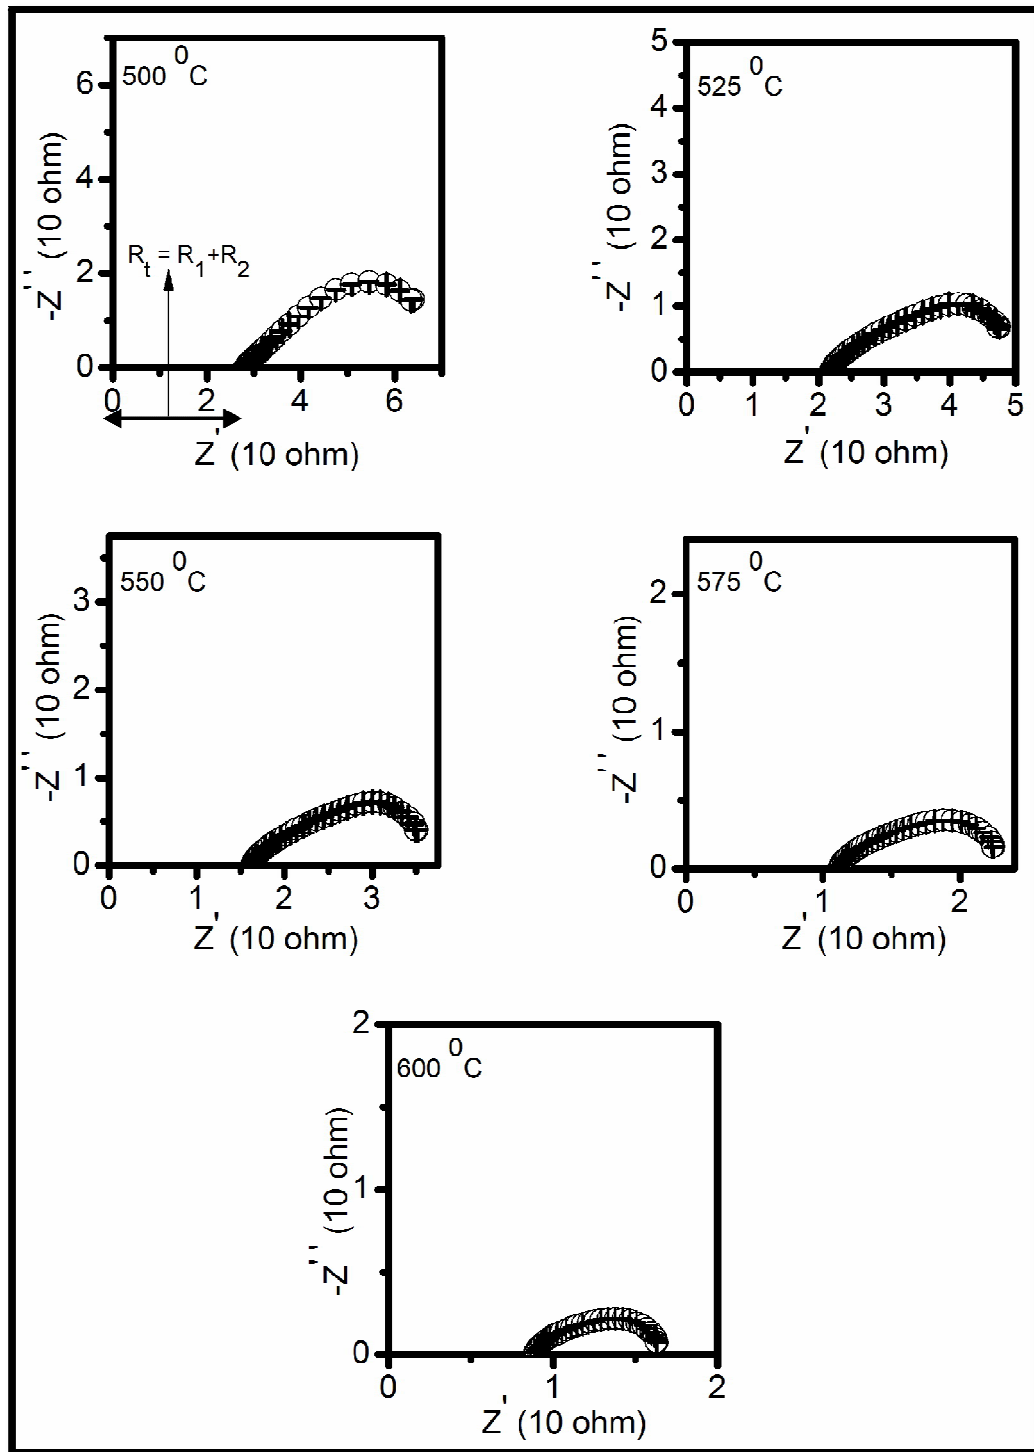 500 ⁰C
6
4
2
0
-Z'' (10 ohm)
Rₜ = R₁+R₂
0 2 4 6
Z' (10 ohm)
525 ⁰C
5
4
3
2
1
0
-Z'' (10 ohm)
0 1 2 3 4 5
Z' (10 ohm)
550 ⁰C
3
2
1
0
-Z'' (10 ohm)
0 1 2 3
Z' (10 ohm)
575 ⁰C
2
1
0
-Z'' (10 ohm)
0 1 2
Z' (10 ohm)
600 ⁰C
2
1
0
-Z'' (10 ohm)
0 1 2
Z' (10 ohm)